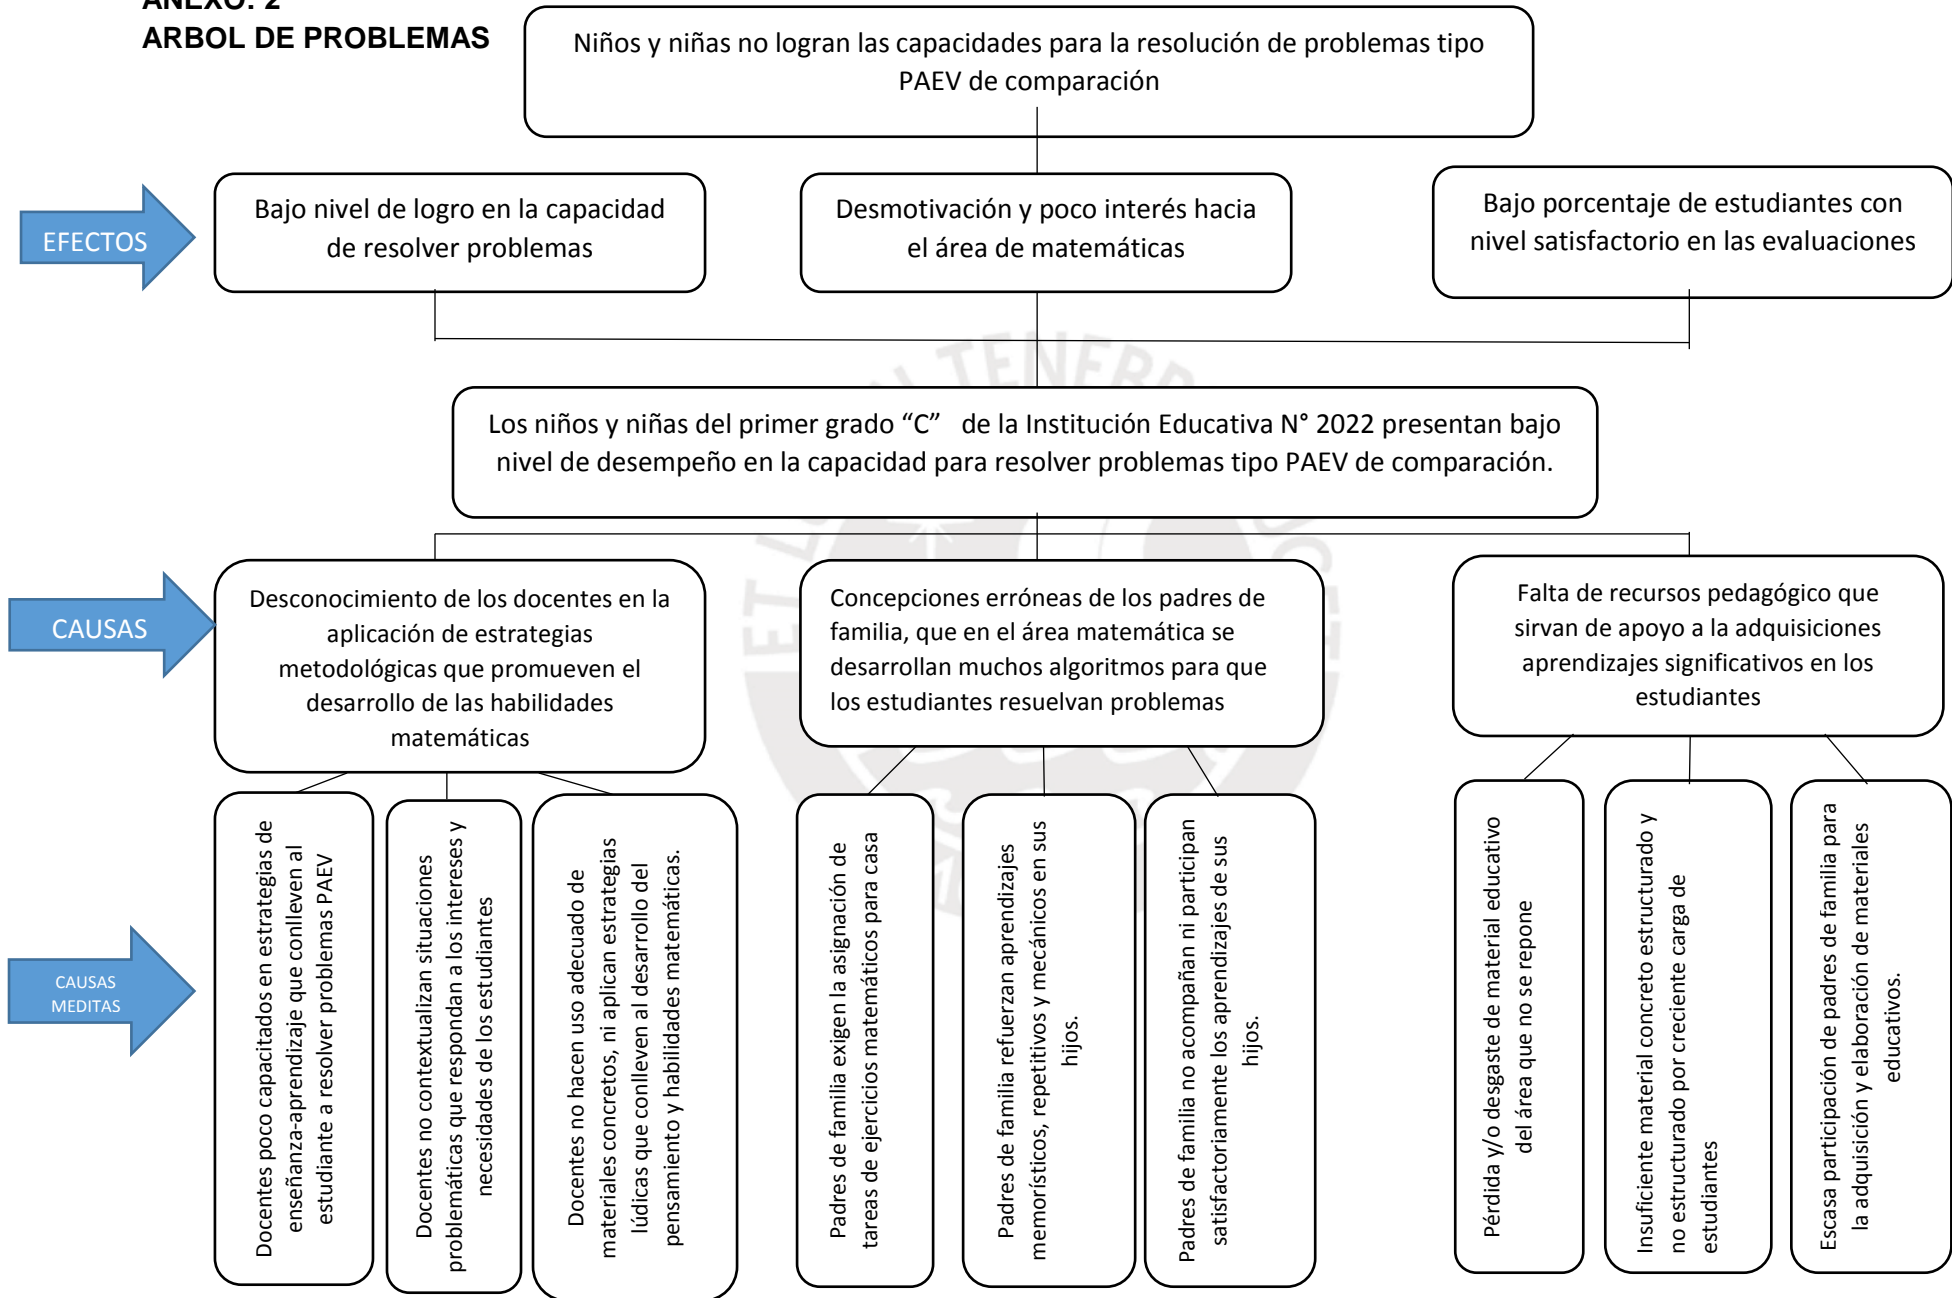 ANEXO: 2
ARBOL DE PROBLEMAS
Niños y niñas no logran las capacidades para la resolución de problemas tipo
PAEV de comparación
EFECTOS
Bajo nivel de logro en la capacidad
de resolver problemas
Desmotivación y poco interés hacia
el área de matemáticas
Bajo porcentaje de estudiantes con
nivel satisfactorio en las evaluaciones
Los niños y niñas del primer grado “C” de la Institución Educativa N° 2022 presentan bajo
nivel de desempeño en la capacidad para resolver problemas tipo PAEV de comparación.
CAUSAS
Desconocimiento de los docentes en la
aplicación de estrategias
metodológicas que promueven el
desarrollo de las habilidades
matemáticas
Concepciones erróneas de los padres de
familia, que en el área matemática se
desarrollan muchos algoritmos para que
los estudiantes resuelvan problemas
Falta de recursos pedagógico que
sirvan de apoyo a la adquisiciones
aprendizajes significativos en los
estudiantes
CAUSAS
MEDITAS
Docentes poco capacitados en estrategias de
enseñanza-aprendizaje que conlleven al
estudiante a resolver problemas PAEV
Docentes no contextualizan situaciones
problemáticas que respondan a los intereses y
necesidades de los estudiantes
Docentes no hacen uso adecuado de
materiales concretos, ni aplican estrategias
lúdicas que conlleven al desarrollo del
pensamiento y habilidades matemáticas.
Padres de familia exigen la asignación de
tareas de ejercicios matemáticos para casa
Padres de familia refuerzan aprendizajes
memorísticos, repetitivos y mecánicos en sus
hijos.
Padres de familia no acompañan ni participan
satisfactoriamente los aprendizajes de sus
hijos.
Pérdida y/o desgaste de material educativo
del área que no se repone
Insuficiente material concreto estructurado y
no estructurado por creciente carga de
estudiantes
Escasa participación de padres de familia para
la adquisición y elaboración de materiales
educativos.